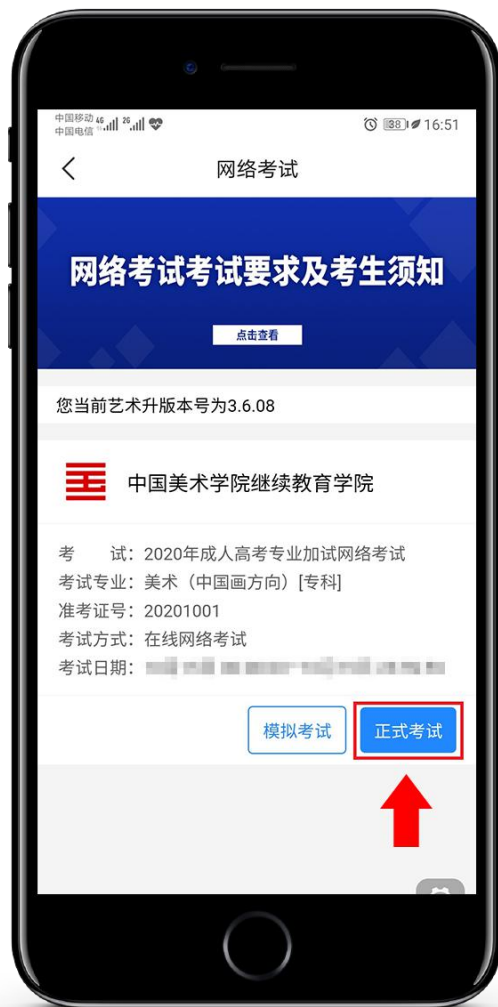 中国移动 4G 2G
中国电信
38 16:51
网络考试
网络考试考试要求及考生须知
点击查看
您当前艺术升版本号为3.6.08
中国美术学院继续教育学院
考 试：2020年成人高考专业加试网络考试
考试专业：美术（中国画方向）[专科]
准考证号：20201001
考试方式：在线网络考试
考试日期：
模拟考试 正式考试